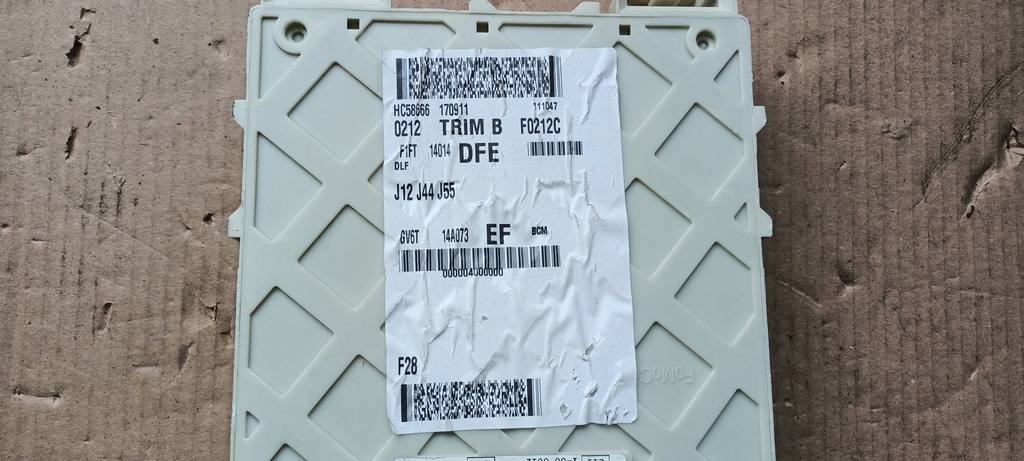 HC58666 170911 111047
0212 TRIM B F0212C
F1FT 14014 DFE
DLF
J12 J44 J55
GV6T 14A073 EF BCM
000004000000
F28
FoMoCo